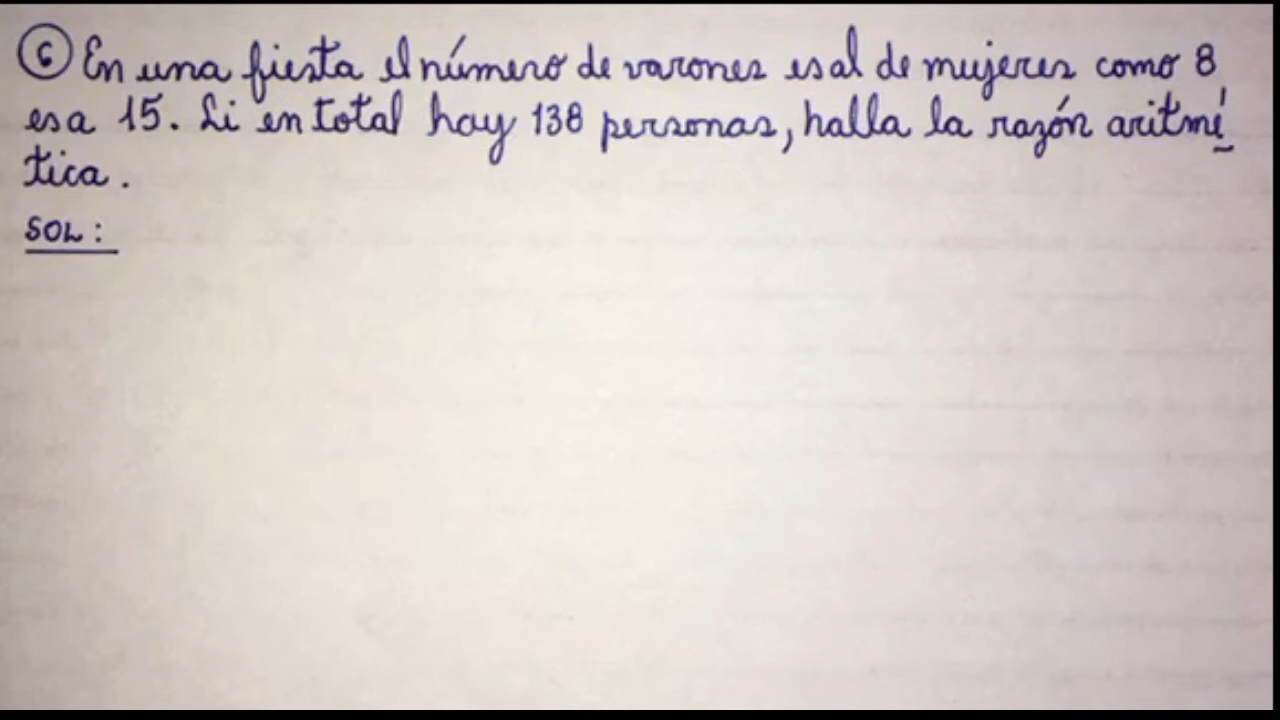 6 En una fiesta el número de varones es al de mujeres como 8
es a 15. Si en total hay 138 personas, halla la razón aritmé
tica.
SOL: